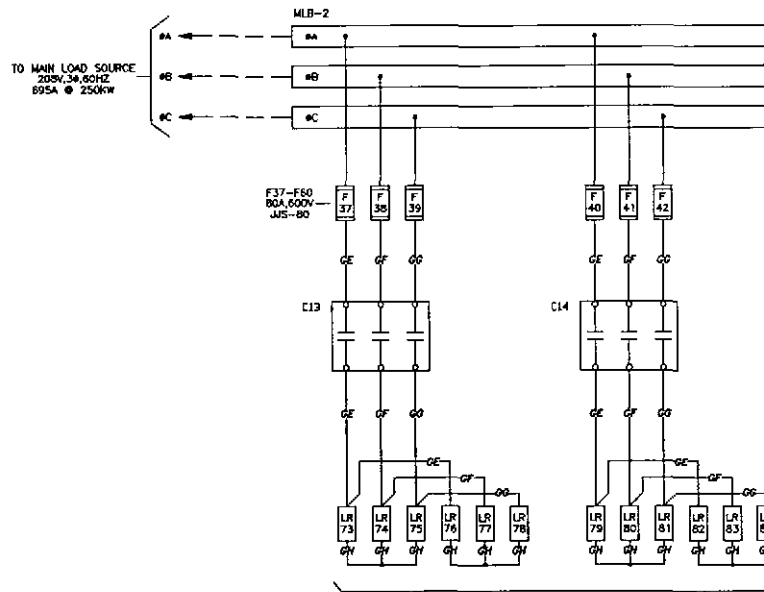 MLB-2
øA øA
TO MAIN LOAD SOURCE
208V,3ø,60HZ
695A @ 250KW
øB øB
øC øC
F37-F60
80A,600V
JJS-80
F 37
F 38
F 39
F 40
F 41
F 42
GE GF GG GE GF GG
C13 C14
GE GF GG GE GF GG
GE GF GG GE GF GG
LR 73
LR 74
LR 75
LR 76
LR 77
LR 78
LR 79
LR 80
LR 81
LR 82
LR 83
GH GH GH GH GH GH GH GH GH GH GH